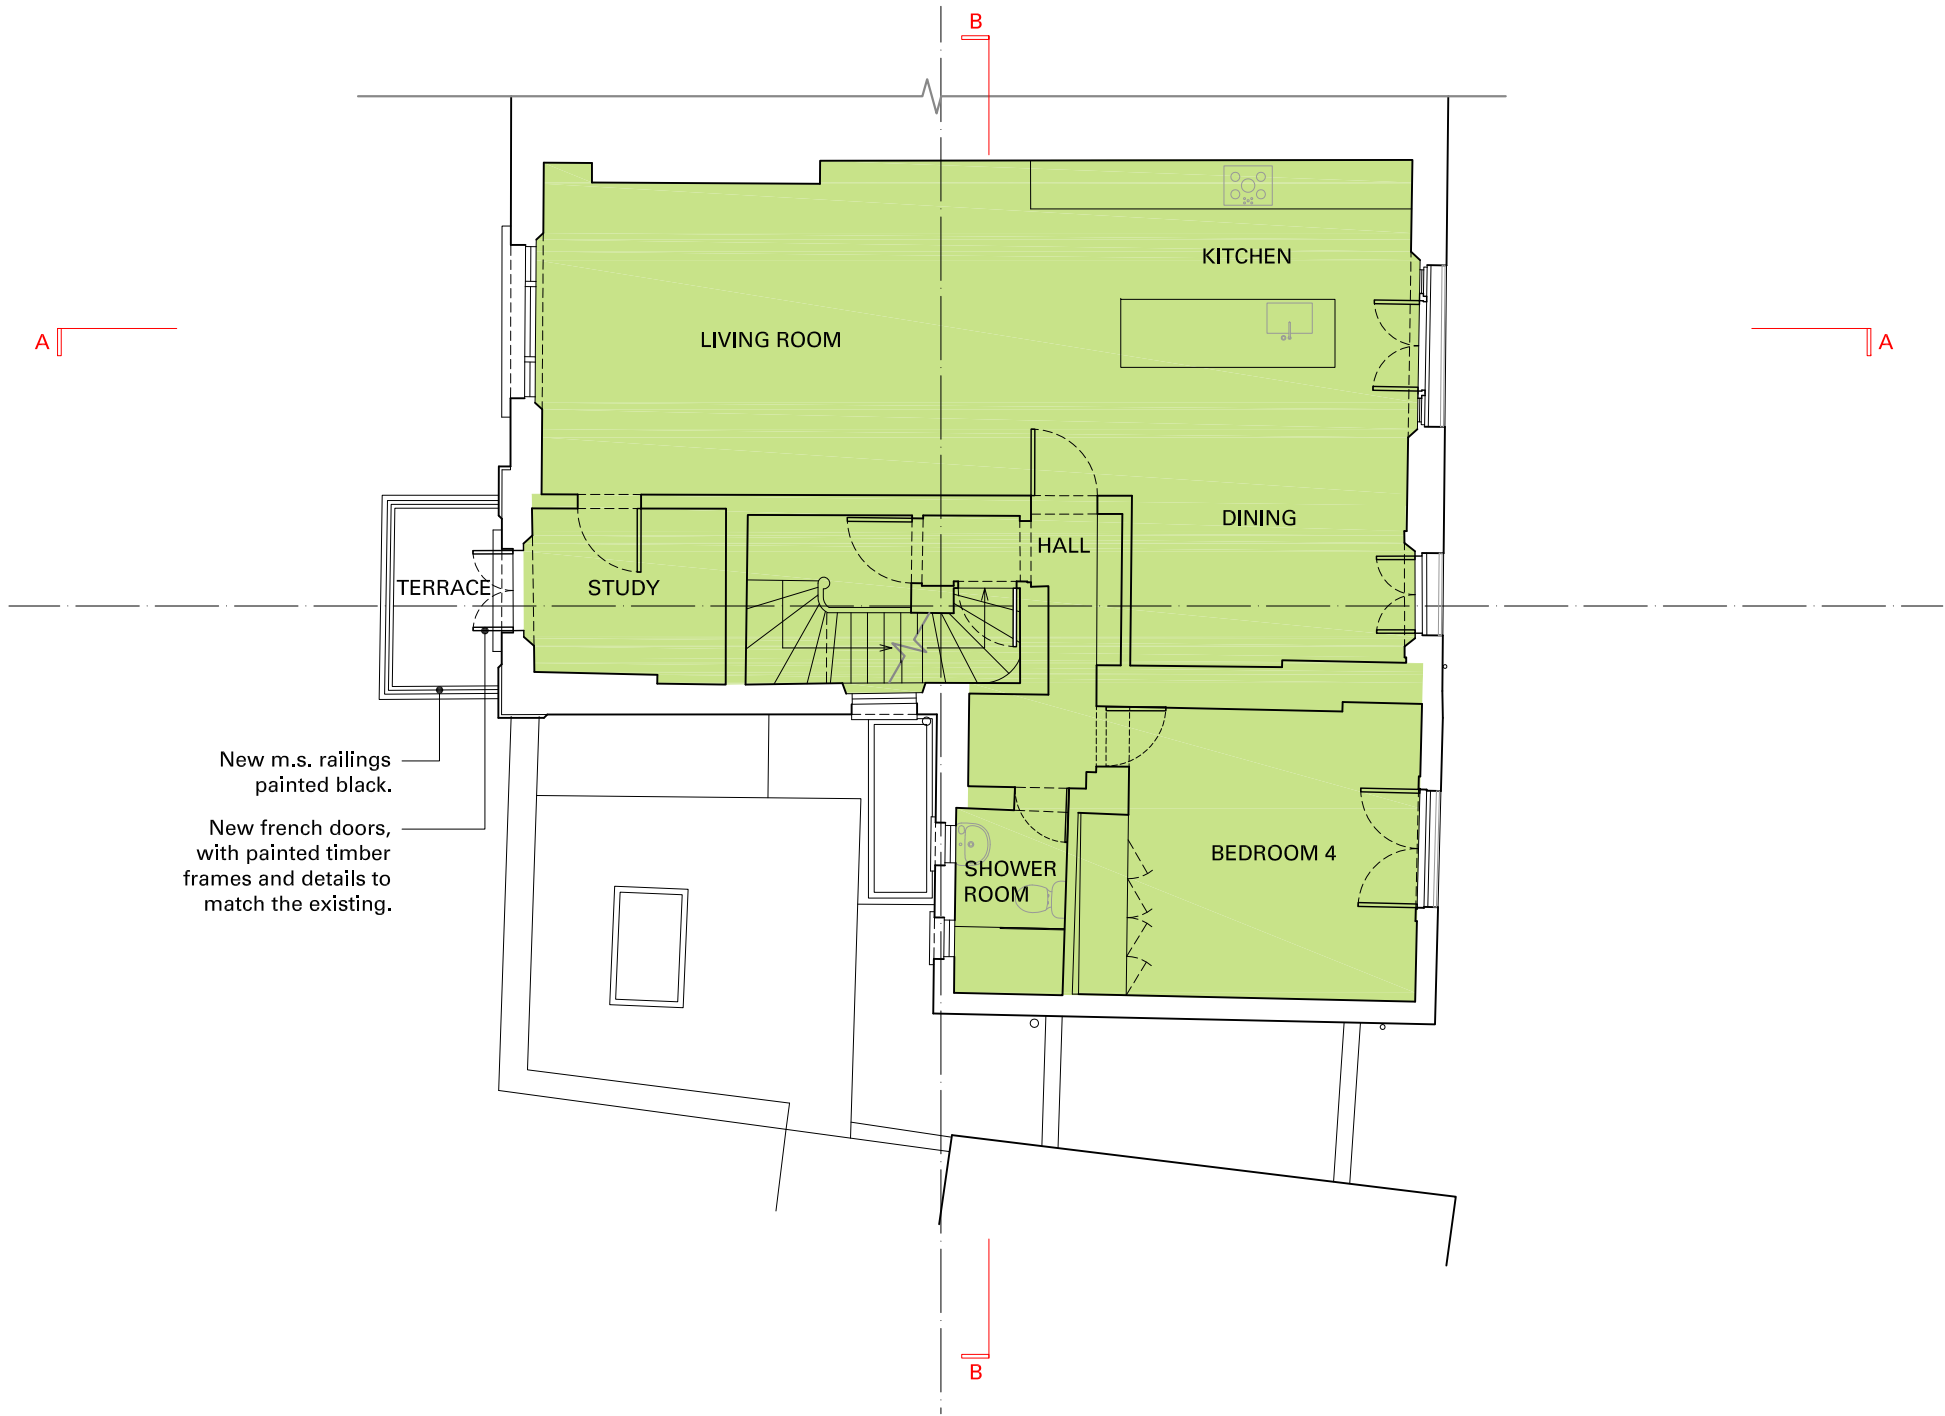 B
KITCHEN
LIVING ROOM
A
A
DINING
HALL
TERRACE
STUDY
New m.s. railings
painted black.
New french doors,
with painted timber
frames and details to
match the existing.
BEDROOM 4
SHOWER
ROOM
B